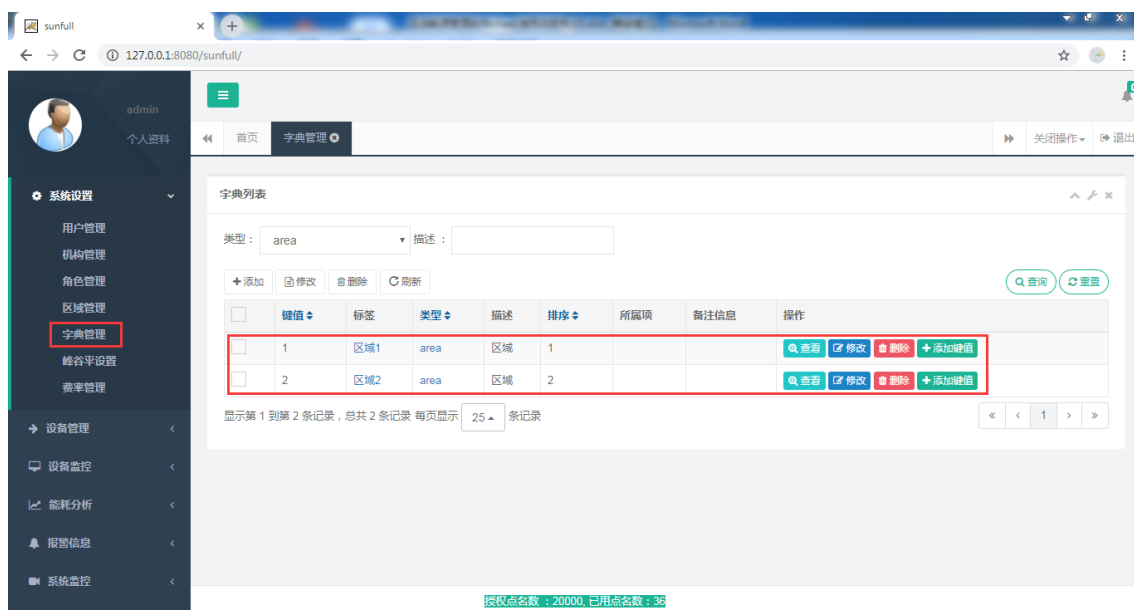 sunfull
127.0.0.1:8080/sunfull/
admin
个人资料
首页 字典管理 关闭操作 退出
系统设置
用户管理
机构管理
角色管理
区域管理
字典管理
峰谷平设置
费率管理
设备管理
设备监控
能耗分析
报警信息
系统监控
字典列表
类型： area 描述 ：
添加 修改 删除 刷新 查询 重置
键值 标签 类型 描述 排序 所属项 备注信息 操作
1 区域1 area 区域 1 查看 修改 删除 添加键值
2 区域2 area 区域 2 查看 修改 删除 添加键值
显示第 1 到第 2 条记录，总共 2 条记录 每页显示 25 条记录 « ‹ 1 › »
授权点名数 ：20000, 已用点名数：36